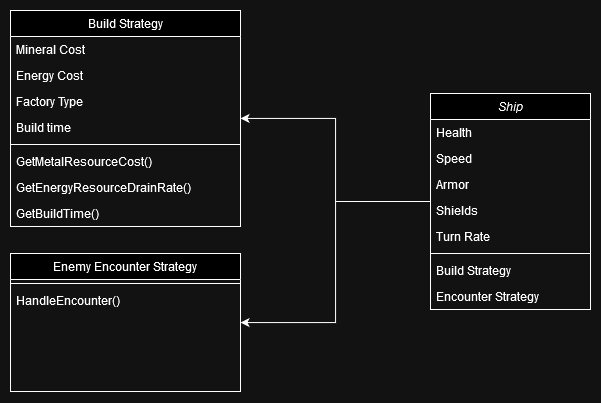 Build Strategy
Mineral Cost
Energy Cost
Factory Type
Build time
GetMetalResourceCost()
GetEnergyResourceDrainRate()
GetBuildTime()
Enemy Encounter Strategy
HandleEncounter()
Ship
Health
Speed
Armor
Shields
Turn Rate
Build Strategy
Encounter Strategy